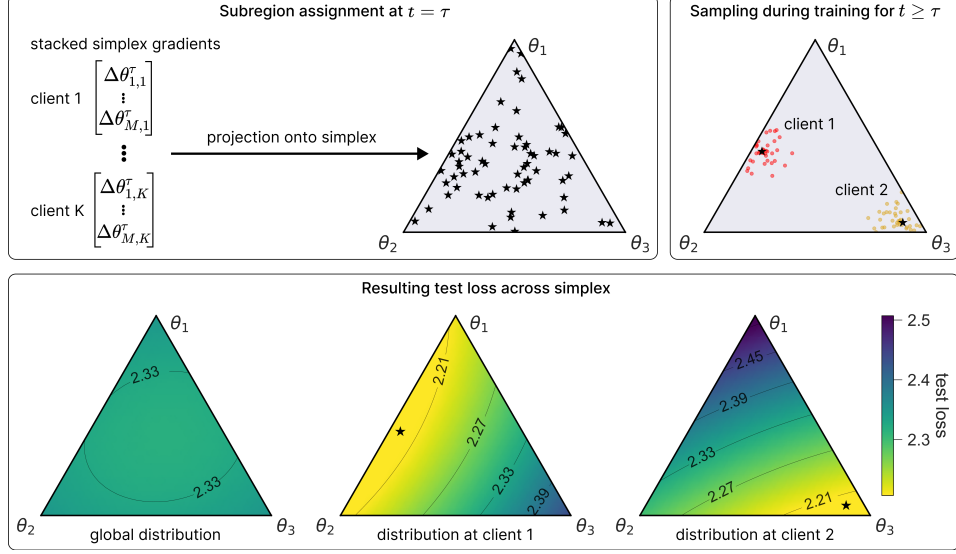 Subregion assignment at t = τ
stacked simplex gradients
client 1
Δθ^τ_{1,1}
⋮
Δθ^τ_{M,1}
⋮
client K
Δθ^τ_{1,K}
⋮
Δθ^τ_{M,K}
projection onto simplex
θ₁
θ₂
θ₃
Sampling during training for t ≥ τ
θ₁
client 1
client 2
θ₂
θ₃
Resulting test loss across simplex
θ₁
2.33
2.33
θ₂
θ₃
global distribution
θ₁
2.21
2.27
2.33
2.39
θ₂
θ₃
distribution at client 1
θ₁
2.45
2.39
2.33
2.27
2.21
θ₂
θ₃
distribution at client 2
2.5
2.4
2.3
test loss